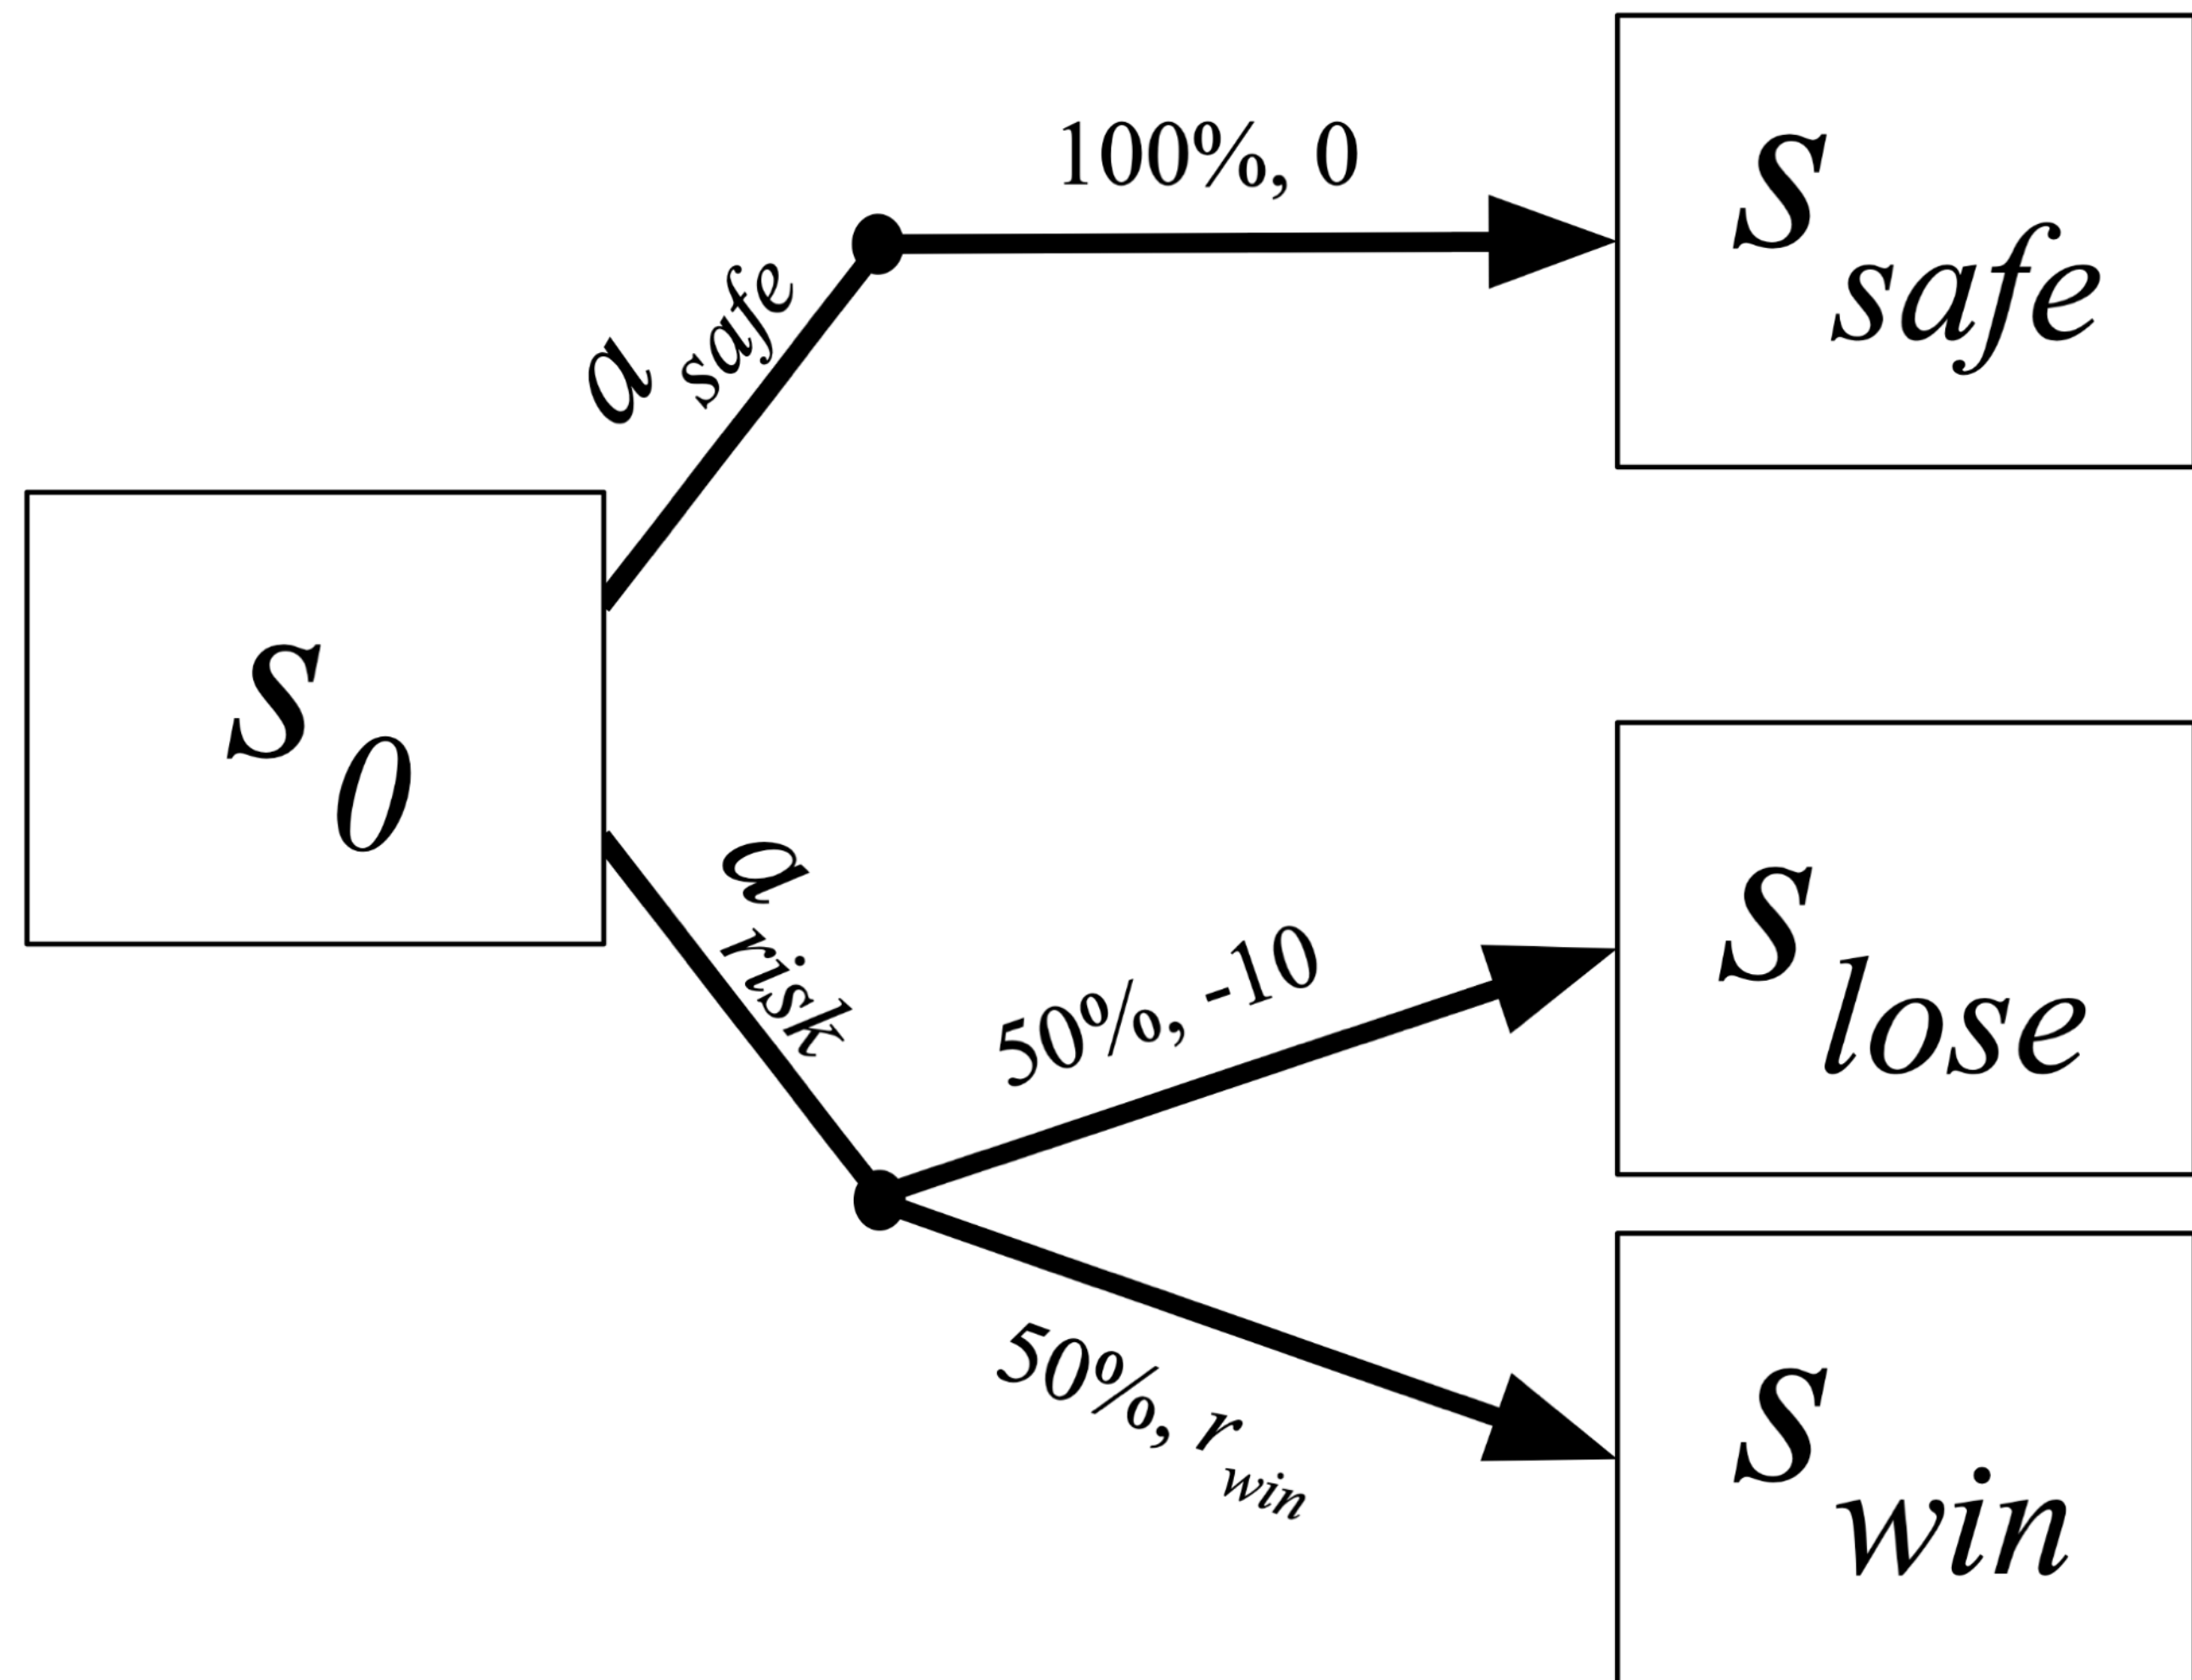 100%, 0
s safe
a safe
s 0
a risk
50%, -10
s lose
50%, r win
s win